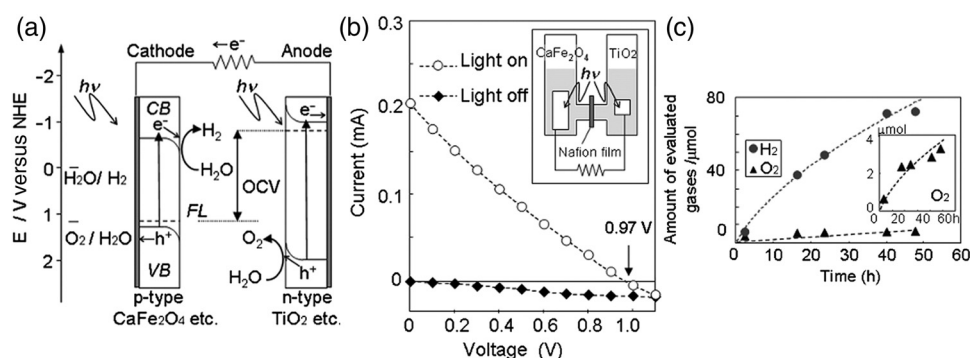 (a)
Cathode
← e⁻
Anode
E / V versus NHE
-2
-1
0
1
2
hν
CB
e⁻
H₂
H₂O
H₂O/ H₂
O₂ / H₂O
h⁺
VB
p-type
CaFe₂O₄ etc.
OCV
FL
hν
e⁻
O₂
H₂O
h⁺
n-type
TiO₂ etc.
(b)
Current (mA)
0.3
0.2
0.1
0
Light on
Light off
CaFe₂O₄
TiO₂
hν
Nafion film
0.97 V
0 0.2 0.4 0.6 0.8 1.0
Voltage (V)
(c)
Amount of evaluated
gases /μmol
80
60
40
20
0
H₂
O₂
μmol
4
2
0
0 20 40 60h
O₂
0 10 20 30 40 50 60
Time (h)